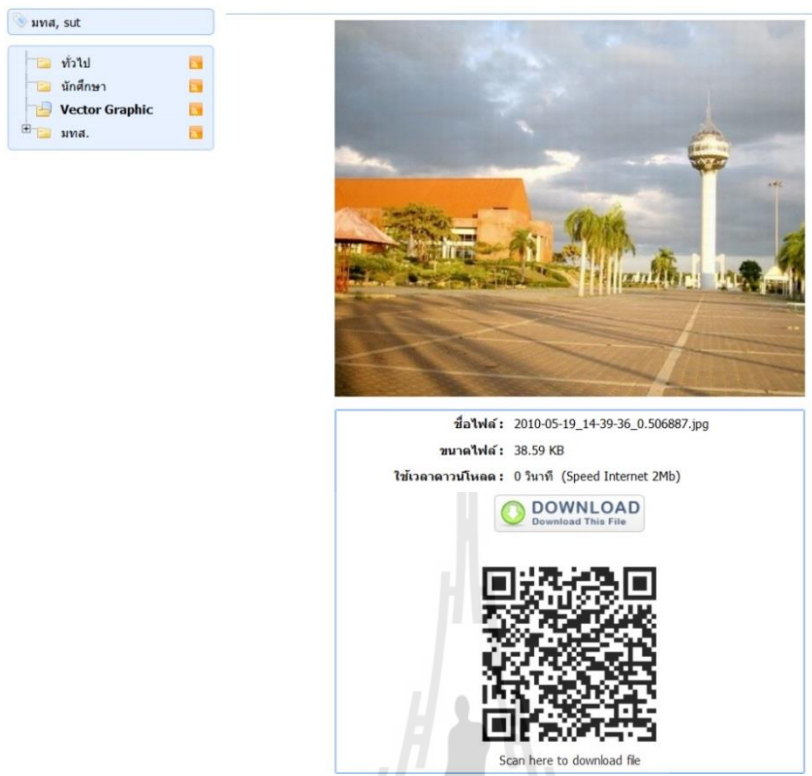 มทส, sut
ทั่วไป
นักศึกษา
Vector Graphic
มทส.
ชื่อไฟล์ : 2010-05-19_14-39-36_0.506887.jpg
ขนาดไฟล์ : 38.59 KB
ใช้เวลาดาวน์โหลด : 0 วินาที (Speed Internet 2Mb)
DOWNLOAD
Download This File
Scan here to download file